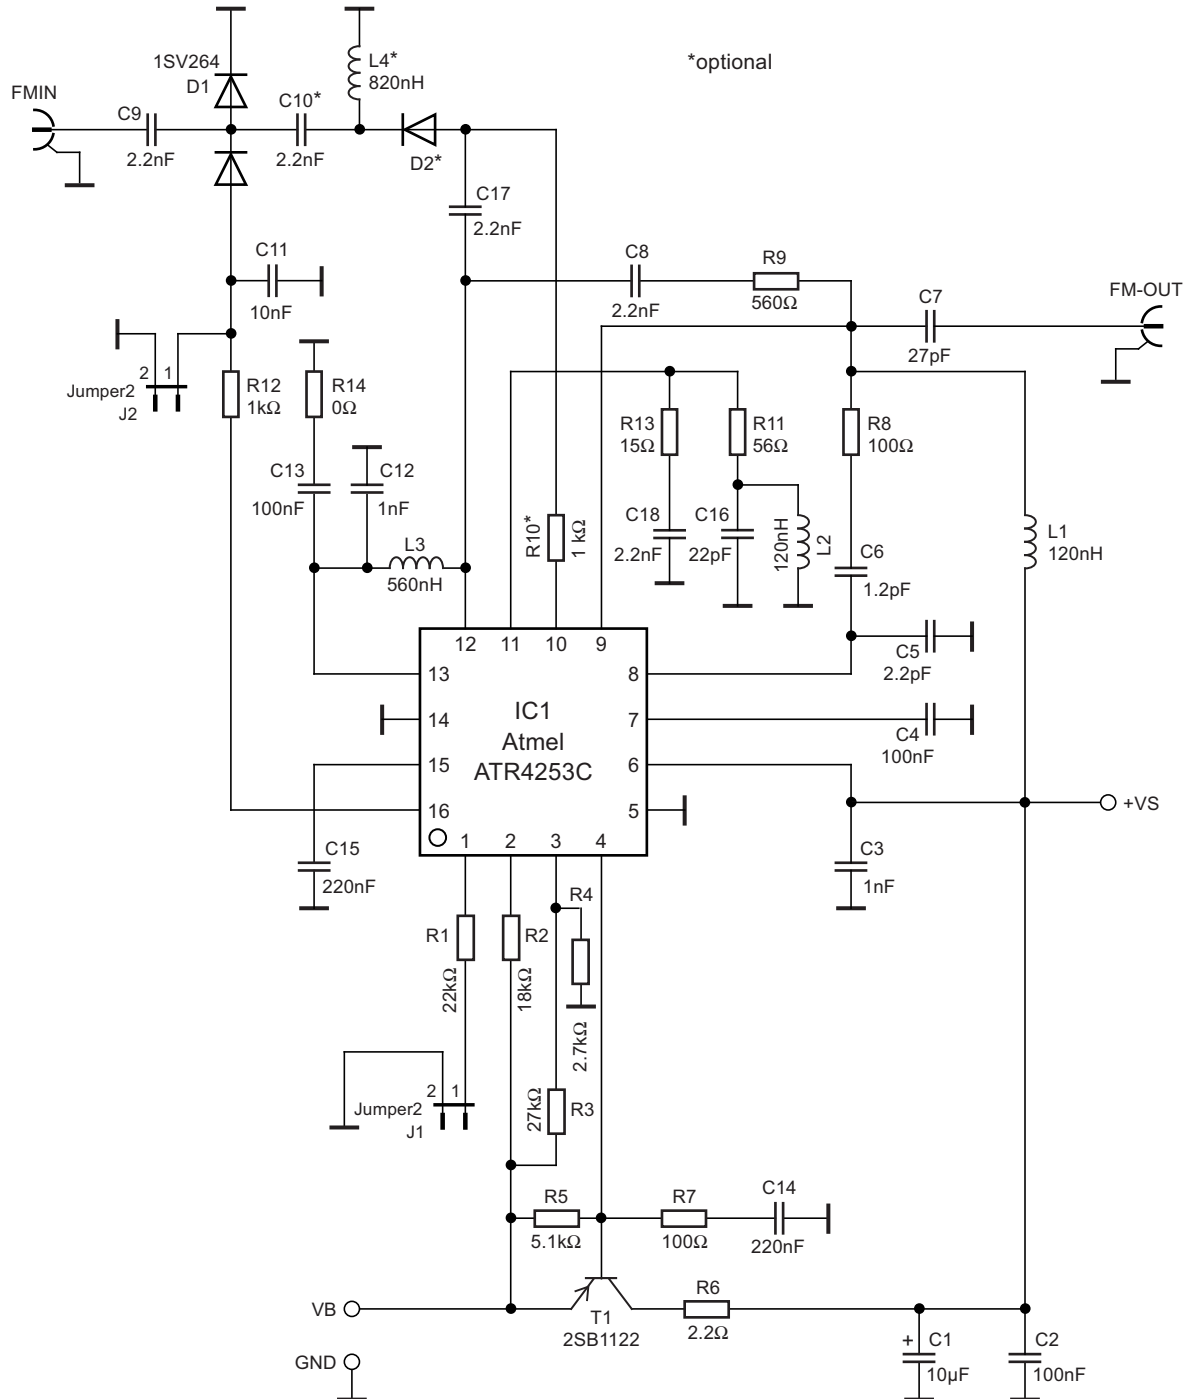 *optional
1SV264
D1
L4*
820nH
FMIN
C9
2.2nF
C10*
2.2nF
D2*
C17
2.2nF
C11
10nF
C8
2.2nF
R9
560Ω
C7
27pF
FM-OUT
2 1
Jumper2
J2
R12
1kΩ
R14
0Ω
R13
15Ω
R11
56Ω
R8
100Ω
C13
100nF
C12
1nF
R10*
1 kΩ
C18
2.2nF
C16
22pF
120nH
L2
C6
1.2pF
L1
120nH
L3
560nH
12 11 10 9
13
14
15
16
8
7
6
5
IC1
Atmel
ATR4253C
1 2 3 4
C5
2.2pF
C4
100nF
+VS
C15
220nF
C3
1nF
R1
22kΩ
R2
18kΩ
R4
2.7kΩ
2 1
Jumper2
J1
27kΩ
R3
R5
5.1kΩ
R7
100Ω
C14
220nF
VB
T1
2SB1122
R6
2.2Ω
GND
+ C1
10µF
C2
100nF